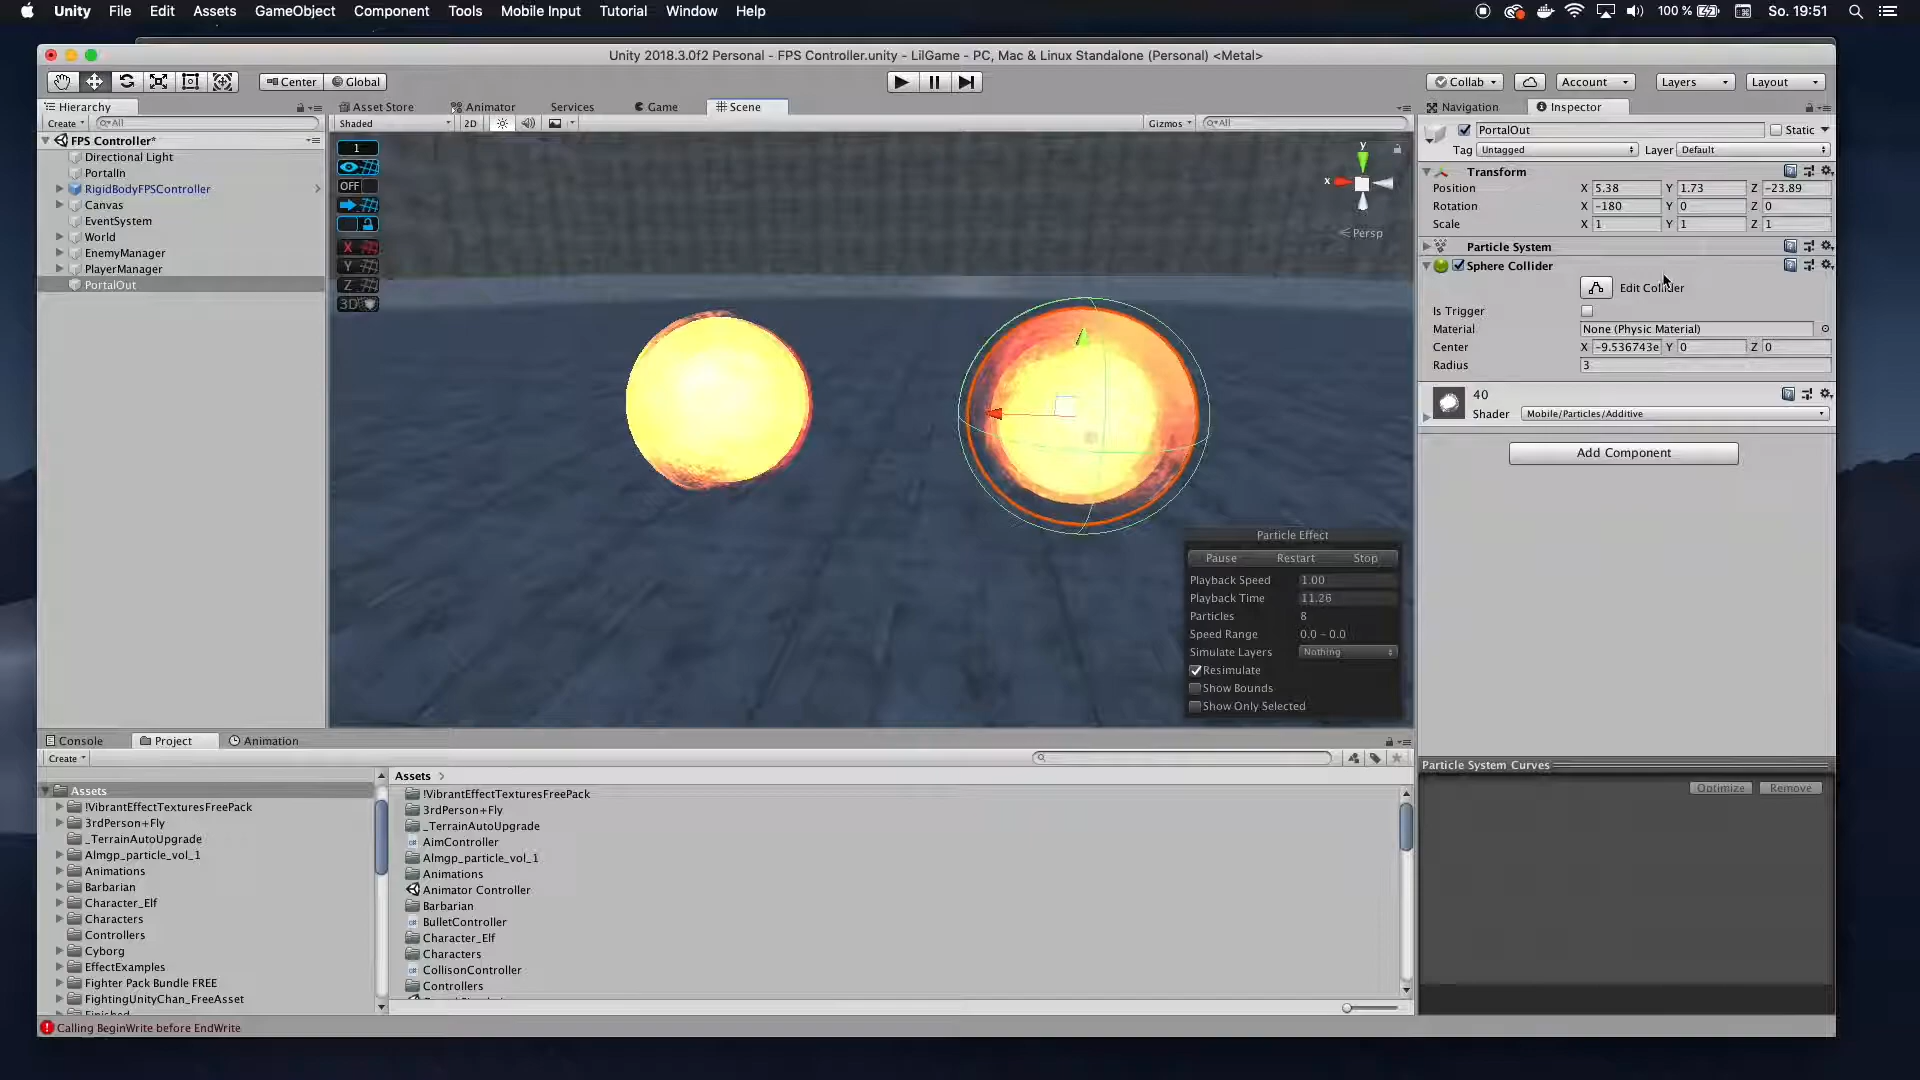 Unity File Edit Assets GameObject Component Tools Mobile Input Tutorial Window Help 100 % So. 19:51
Unity 2018.3.0f2 Personal - FPS Controller.unity - LilGame - PC, Mac & Linux Standalone (Personal) <Metal>
Center Global Collab Account Layers Layout
Hierarchy Asset Store Animator Services Game Scene Navigation Inspector
Create All Shaded 2D Gizmos All
FPS Controller*
Directional Light
PortalIn
RigidBodyFPSController
Canvas
EventSystem
World
EnemyManager
PlayerManager
PortalOut
1
OFF
X
Y
Z
3D
y
x
Persp
Particle Effect
Pause Restart Stop
Playback Speed 1.00
Playback Time 11.26
Particles 8
Speed Range 0.0 - 0.0
Simulate Layers Nothing
Resimulate
Show Bounds
Show Only Selected
PortalOut Static
Tag Untagged Layer Default
Transform
Position X 5.38 Y 1.73 Z -23.89
Rotation X -180 Y 0 Z 0
Scale X 1 Y 1 Z 1
Particle System
Sphere Collider
Edit Collider
Is Trigger
Material None (Physic Material)
Center X -9.536743e Y 0 Z 0
Radius 3
40
Shader Mobile/Particles/Additive
Add Component
Particle System Curves
Optimize Remove
Console Project Animation
Create
Assets
!VibrantEffectTexturesFreePack
3rdPerson+Fly
_TerrainAutoUpgrade
Almgp_particle_vol_1
Animations
Barbarian
Character_Elf
Characters
Controllers
Cyborg
EffectExamples
Fighter Pack Bundle FREE
FightingUnityChan_FreeAsset
Assets
!VibrantEffectTexturesFreePack
3rdPerson+Fly
_TerrainAutoUpgrade
AimController
Almgp_particle_vol_1
Animations
Animator Controller
Barbarian
BulletController
Character_Elf
Characters
CollisonController
Controllers
Calling BeginWrite before EndWrite